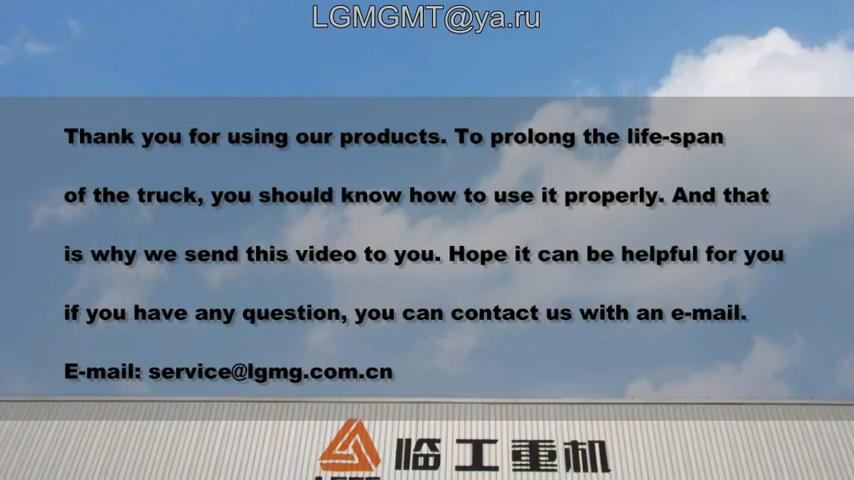 LGMGMT@ya.ru
Thank you for using our products. To prolong the life-span
of the truck, you should know how to use it properly. And that
is why we send this video to you. Hope it can be helpful for you
if you have any question, you can contact us with an e-mail.
E-mail: service@lgmg.com.cn
临工重机